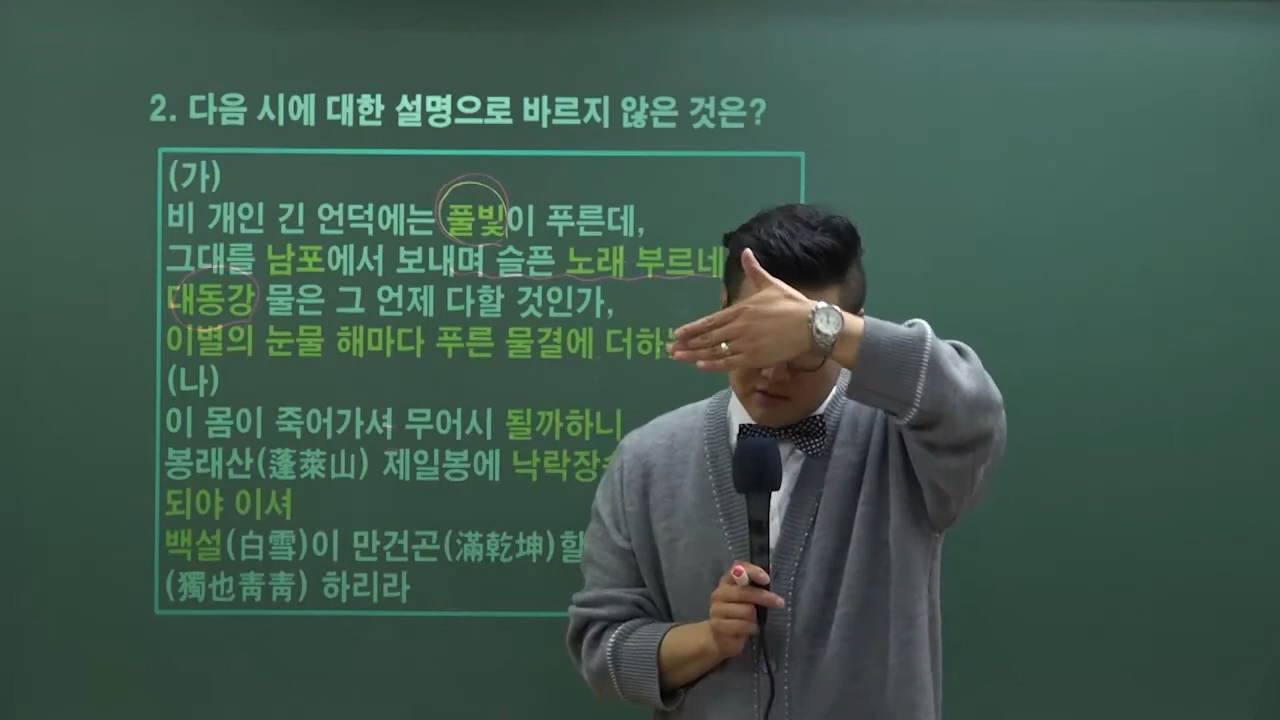 2. 다음 시에 대한 설명으로 바르지 않은 것은?
(가)
비 개인 긴 언덕에는 풀빛이 푸른데,
그대를 남포에서 보내며 슬픈 노래 부르네
대동강 물은 그 언제 다할 것인가,
이별의 눈물 해마다 푸른 물결에
(나)
이 몸이 죽어가셔 무어시 될까하니
봉래산(蓬萊山) 제일봉에
되야 이셔
백설(白雪)이 만건곤(滿乾坤)할
(獨也靑靑) 하리라